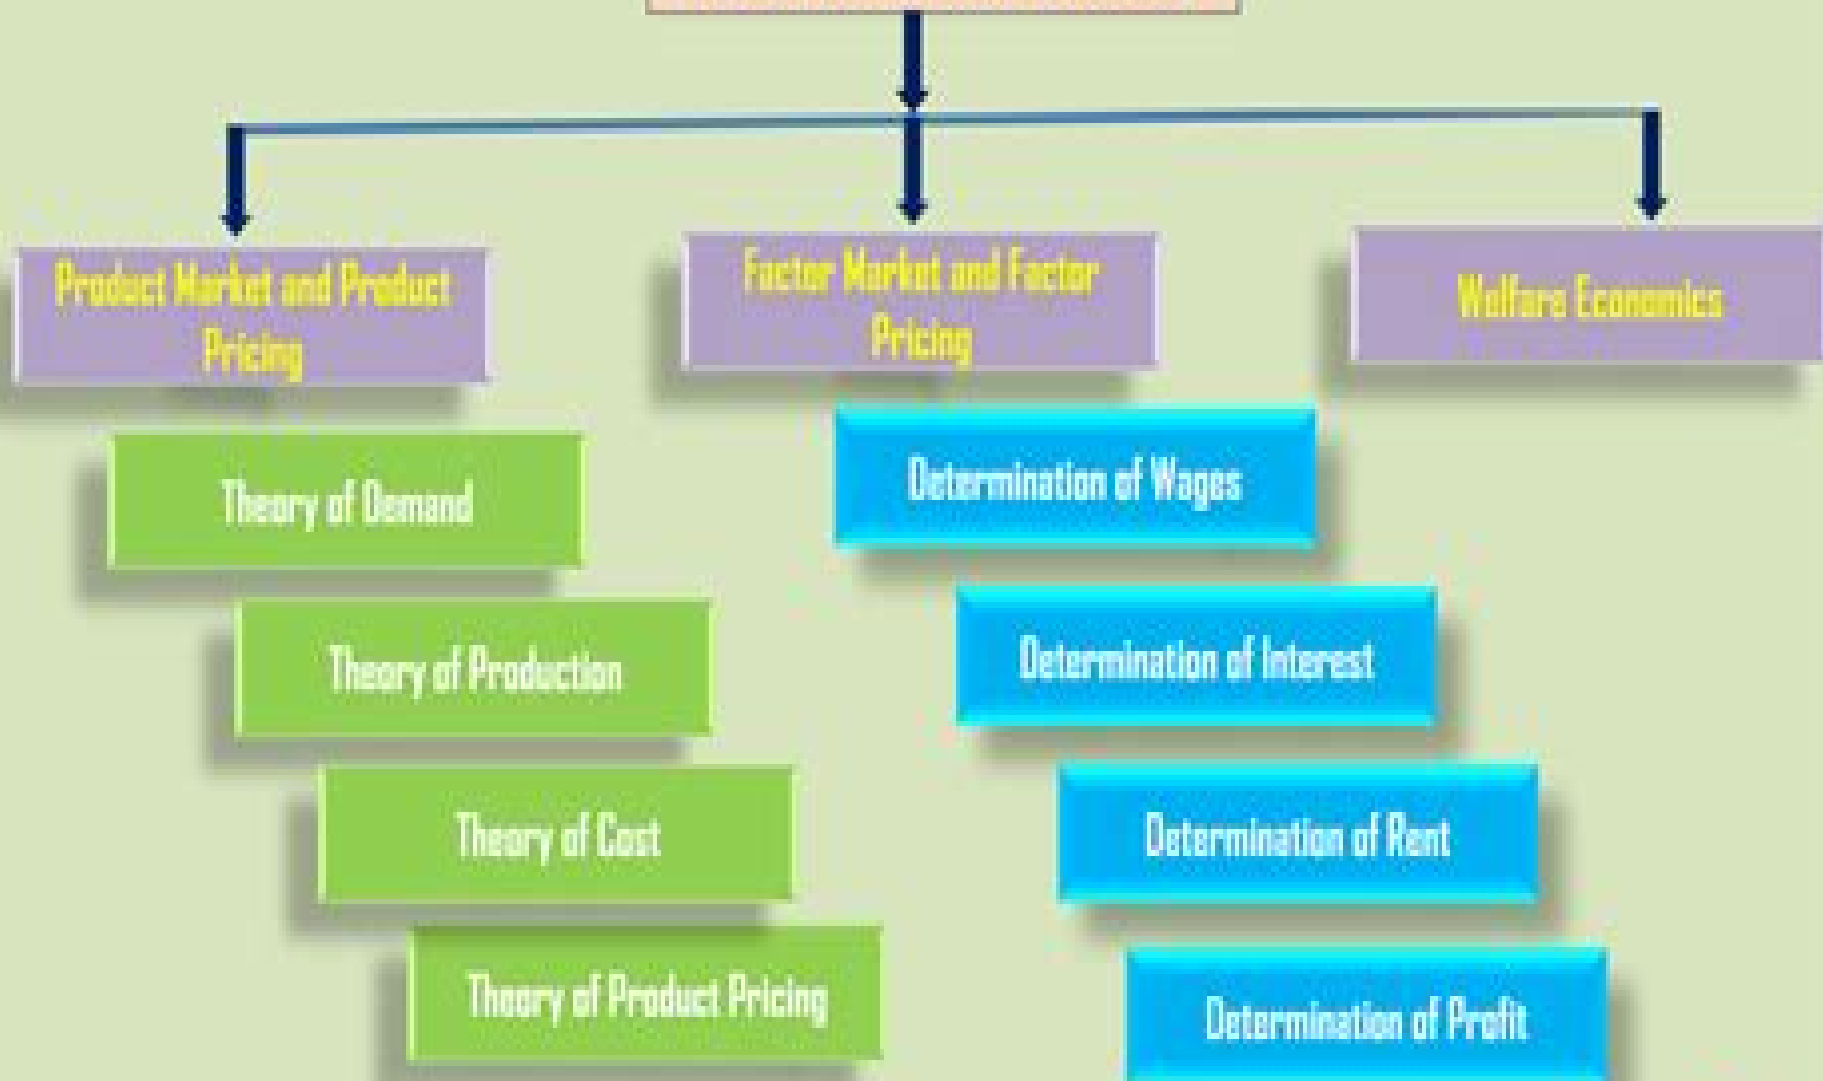 Product Market and Product
Pricing
Factor Market and Factor
Pricing
Welfare Economics
Theory of Demand
Theory of Production
Theory of Cost
Theory of Product Pricing
Determination of Wages
Determination of Interest
Determination of Rent
Determination of Profit